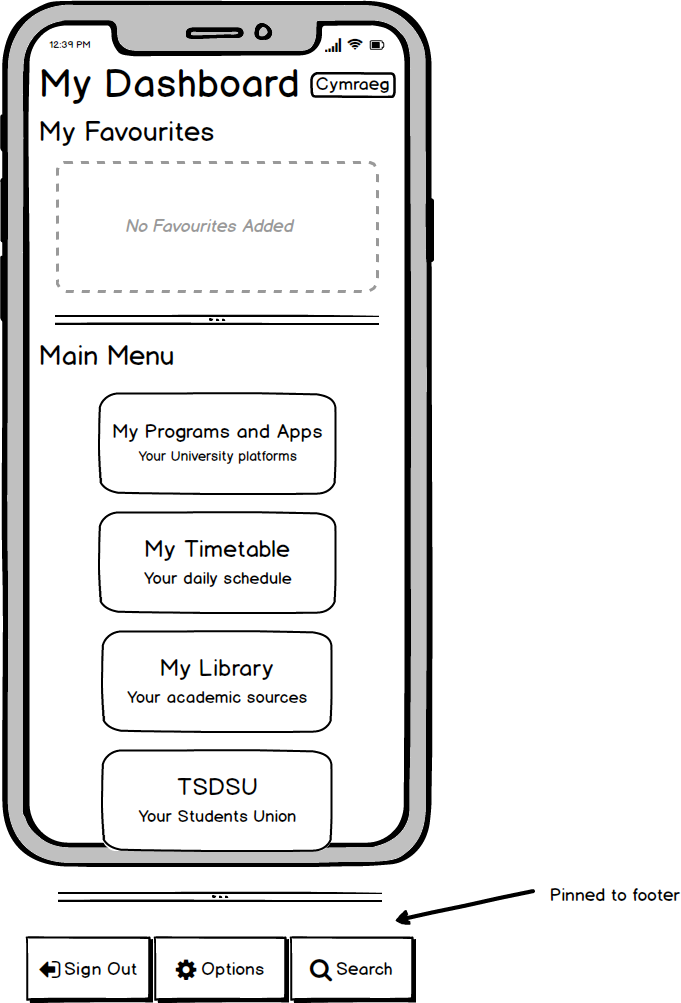 12:39 PM
My Dashboard Cymraeg
My Favourites
No Favourites Added
Main Menu
My Programs and Apps
Your University platforms
My Timetable
Your daily schedule
My Library
Your academic sources
TSDSU
Your Students Union
Pinned to footer
Sign Out Options Search